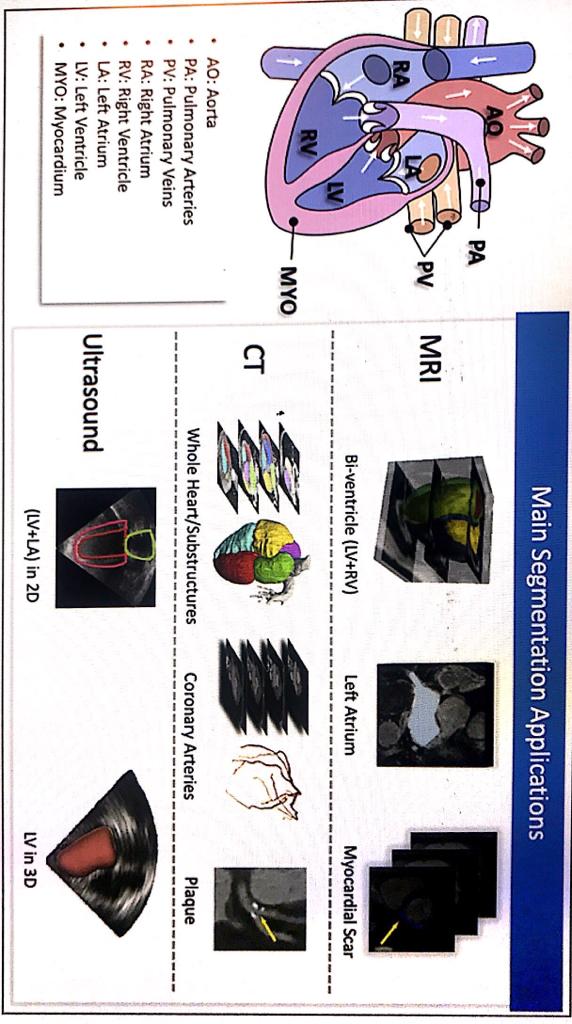 RA
AO
LA
RV
LV
PA
PV
MYO
• AO: Aorta
• PA: Pulmonary Arteries
• PV: Pulmonary Veins
• RA: Right Atrium
• RV: Right Ventricle
• LA: Left Atrium
• LV: Left Ventricle
• MYO: Myocardium
Main Segmentation Applications
MRI
Bi-ventricle (LV+RV)
Left Atrium
Myocardial Scar
CT
Whole Heart/Substructures
Coronary Arteries
Plaque
Ultrasound
(LV+LA) in 2D
LV in 3D